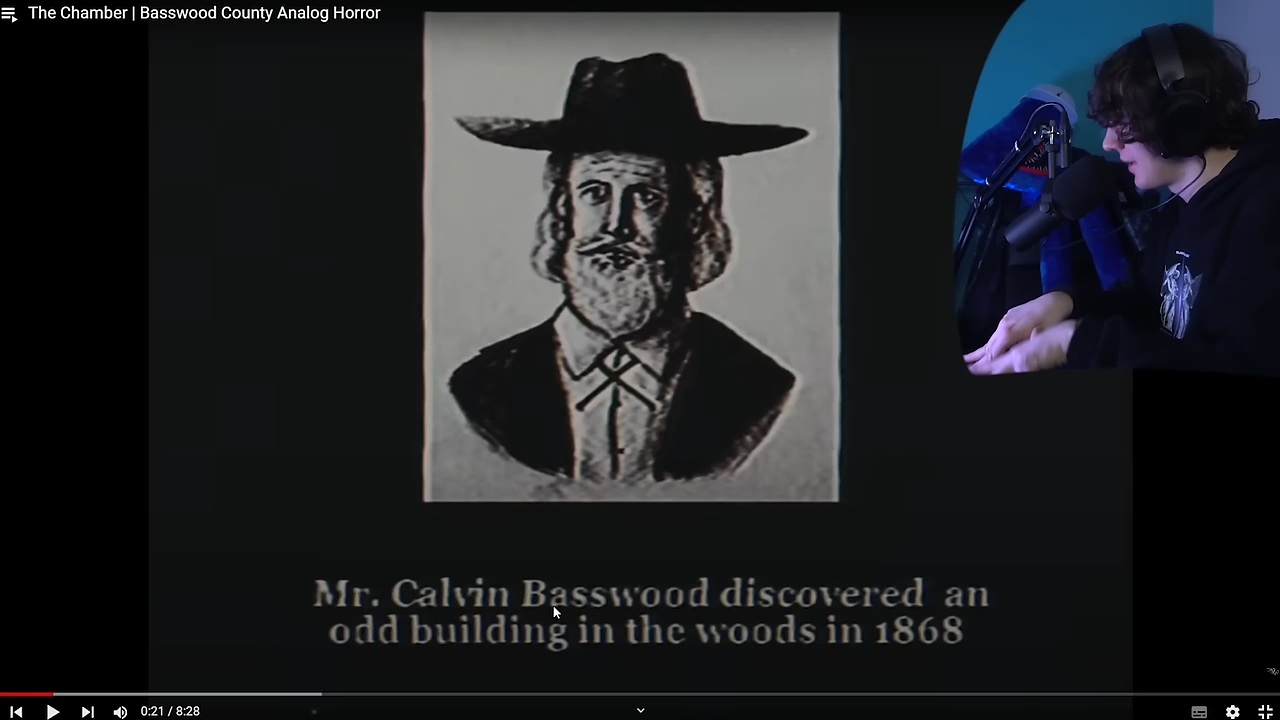 The Chamber | Basswood County Analog Horror
Mr. Calvin Basswood discovered an
odd building in the woods in 1868
0:21 / 8:28